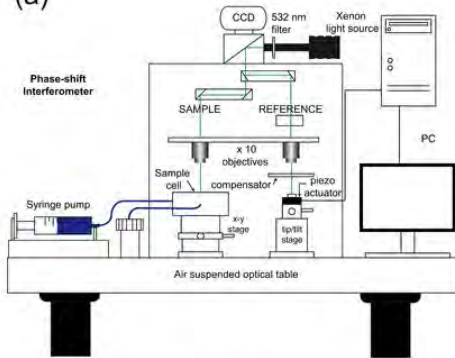 (a)
CCD
532 nm
filter
Xenon
light source
Phase-shift
Interferometer
SAMPLE
REFERENCE
PC
x 10
objectives
Sample
cell
compensator
piezo
actuator
Syringe pump
x-y
stage
tip/tilt
stage
Air suspended optical table